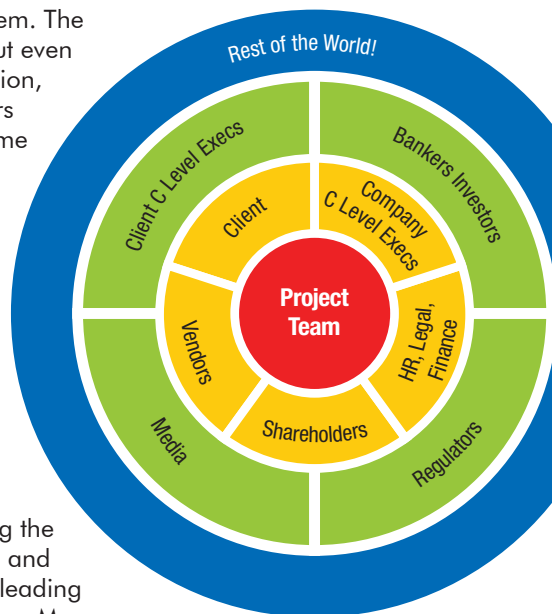 em. The
ut even
ion,
rs
me
Rest of the World!
Client C Level Execs
Bankers Investors
Client
Company
C Level Execs
Project
Team
Vendors
HR, Legal,
Finance
Shareholders
Media
Regulators
g the
and
leading